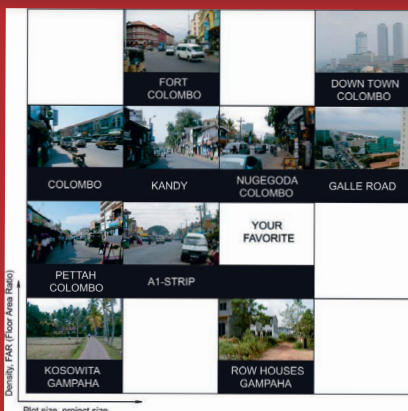 FORT
COLOMBO
DOWN TOWN
COLOMBO
COLOMBO
KANDY
NUGEGODA
COLOMBO
GALLE ROAD
PETTAH
COLOMBO
A1-STRIP
YOUR
FAVORITE
KOSOWITA
GAMPAHA
ROW HOUSES
GAMPAHA
Density, FAR (Floor Area Ratio)
Plot size, project size